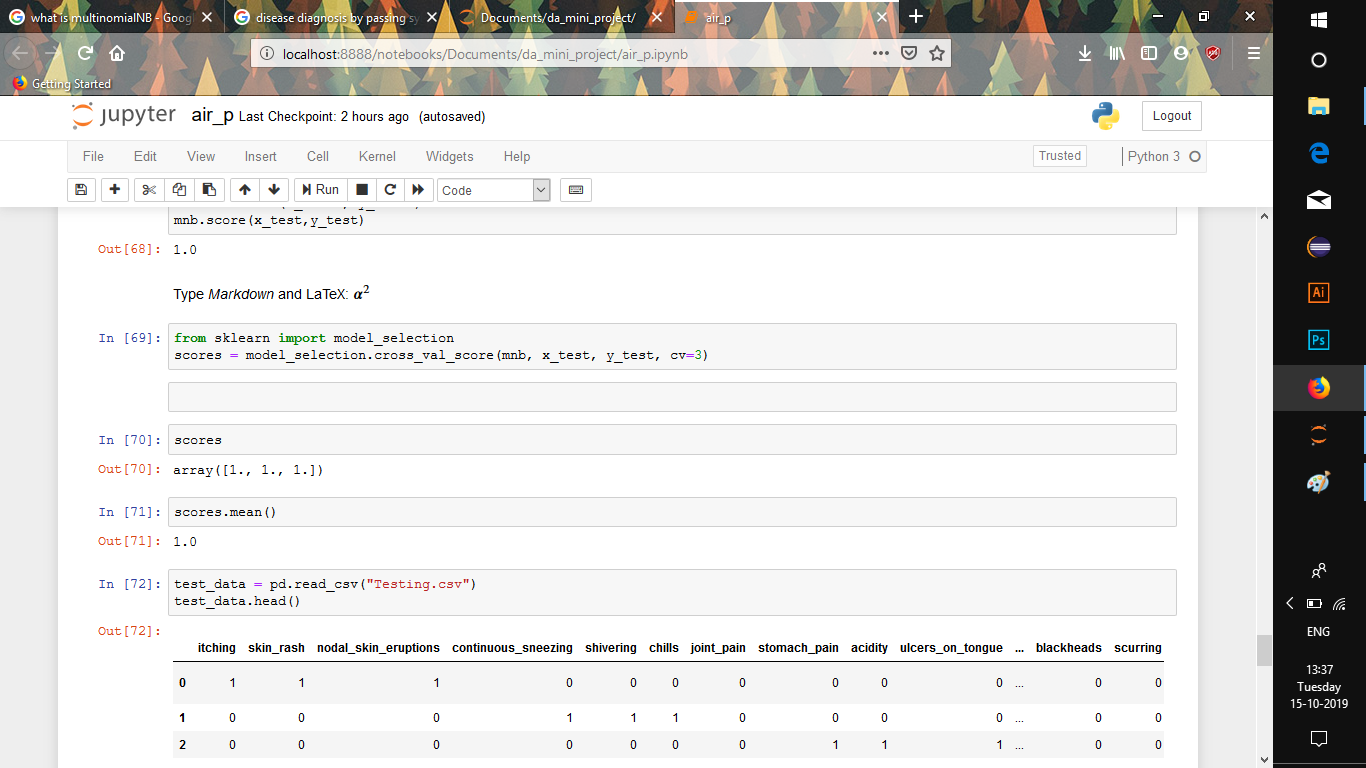 what is multinomialNB - Goog
disease diagnosis by passing sy
Documents/da_mini_project/
air_p
localhost:8888/notebooks/Documents/da_mini_project/air_p.ipynb
Getting Started
jupyter air_p Last Checkpoint: 2 hours ago (autosaved)
Logout
File Edit View Insert Cell Kernel Widgets Help
Trusted
Python 3
Run
Code
mnb.score(x_test,y_test)
Out[68]: 1.0
Type Markdown and LaTeX: α²
In [69]: from sklearn import model_selection
scores = model_selection.cross_val_score(mnb, x_test, y_test, cv=3)
In [70]: scores
Out[70]: array([1., 1., 1.])
In [71]: scores.mean()
Out[71]: 1.0
In [72]: test_data = pd.read_csv("Testing.csv")
test_data.head()
Out[72]:
itching skin_rash nodal_skin_eruptions continuous_sneezing shivering chills joint_pain stomach_pain acidity ulcers_on_tongue ... blackheads scurring
0 1 1 1 0 0 0 0 0 0 0 ... 0 0
1 0 0 0 1 1 1 0 0 0 0 ... 0 0
2 0 0 0 0 0 0 0 1 1 1 ... 0 0
Ai
Ps
ENG
13:37
Tuesday
15-10-2019